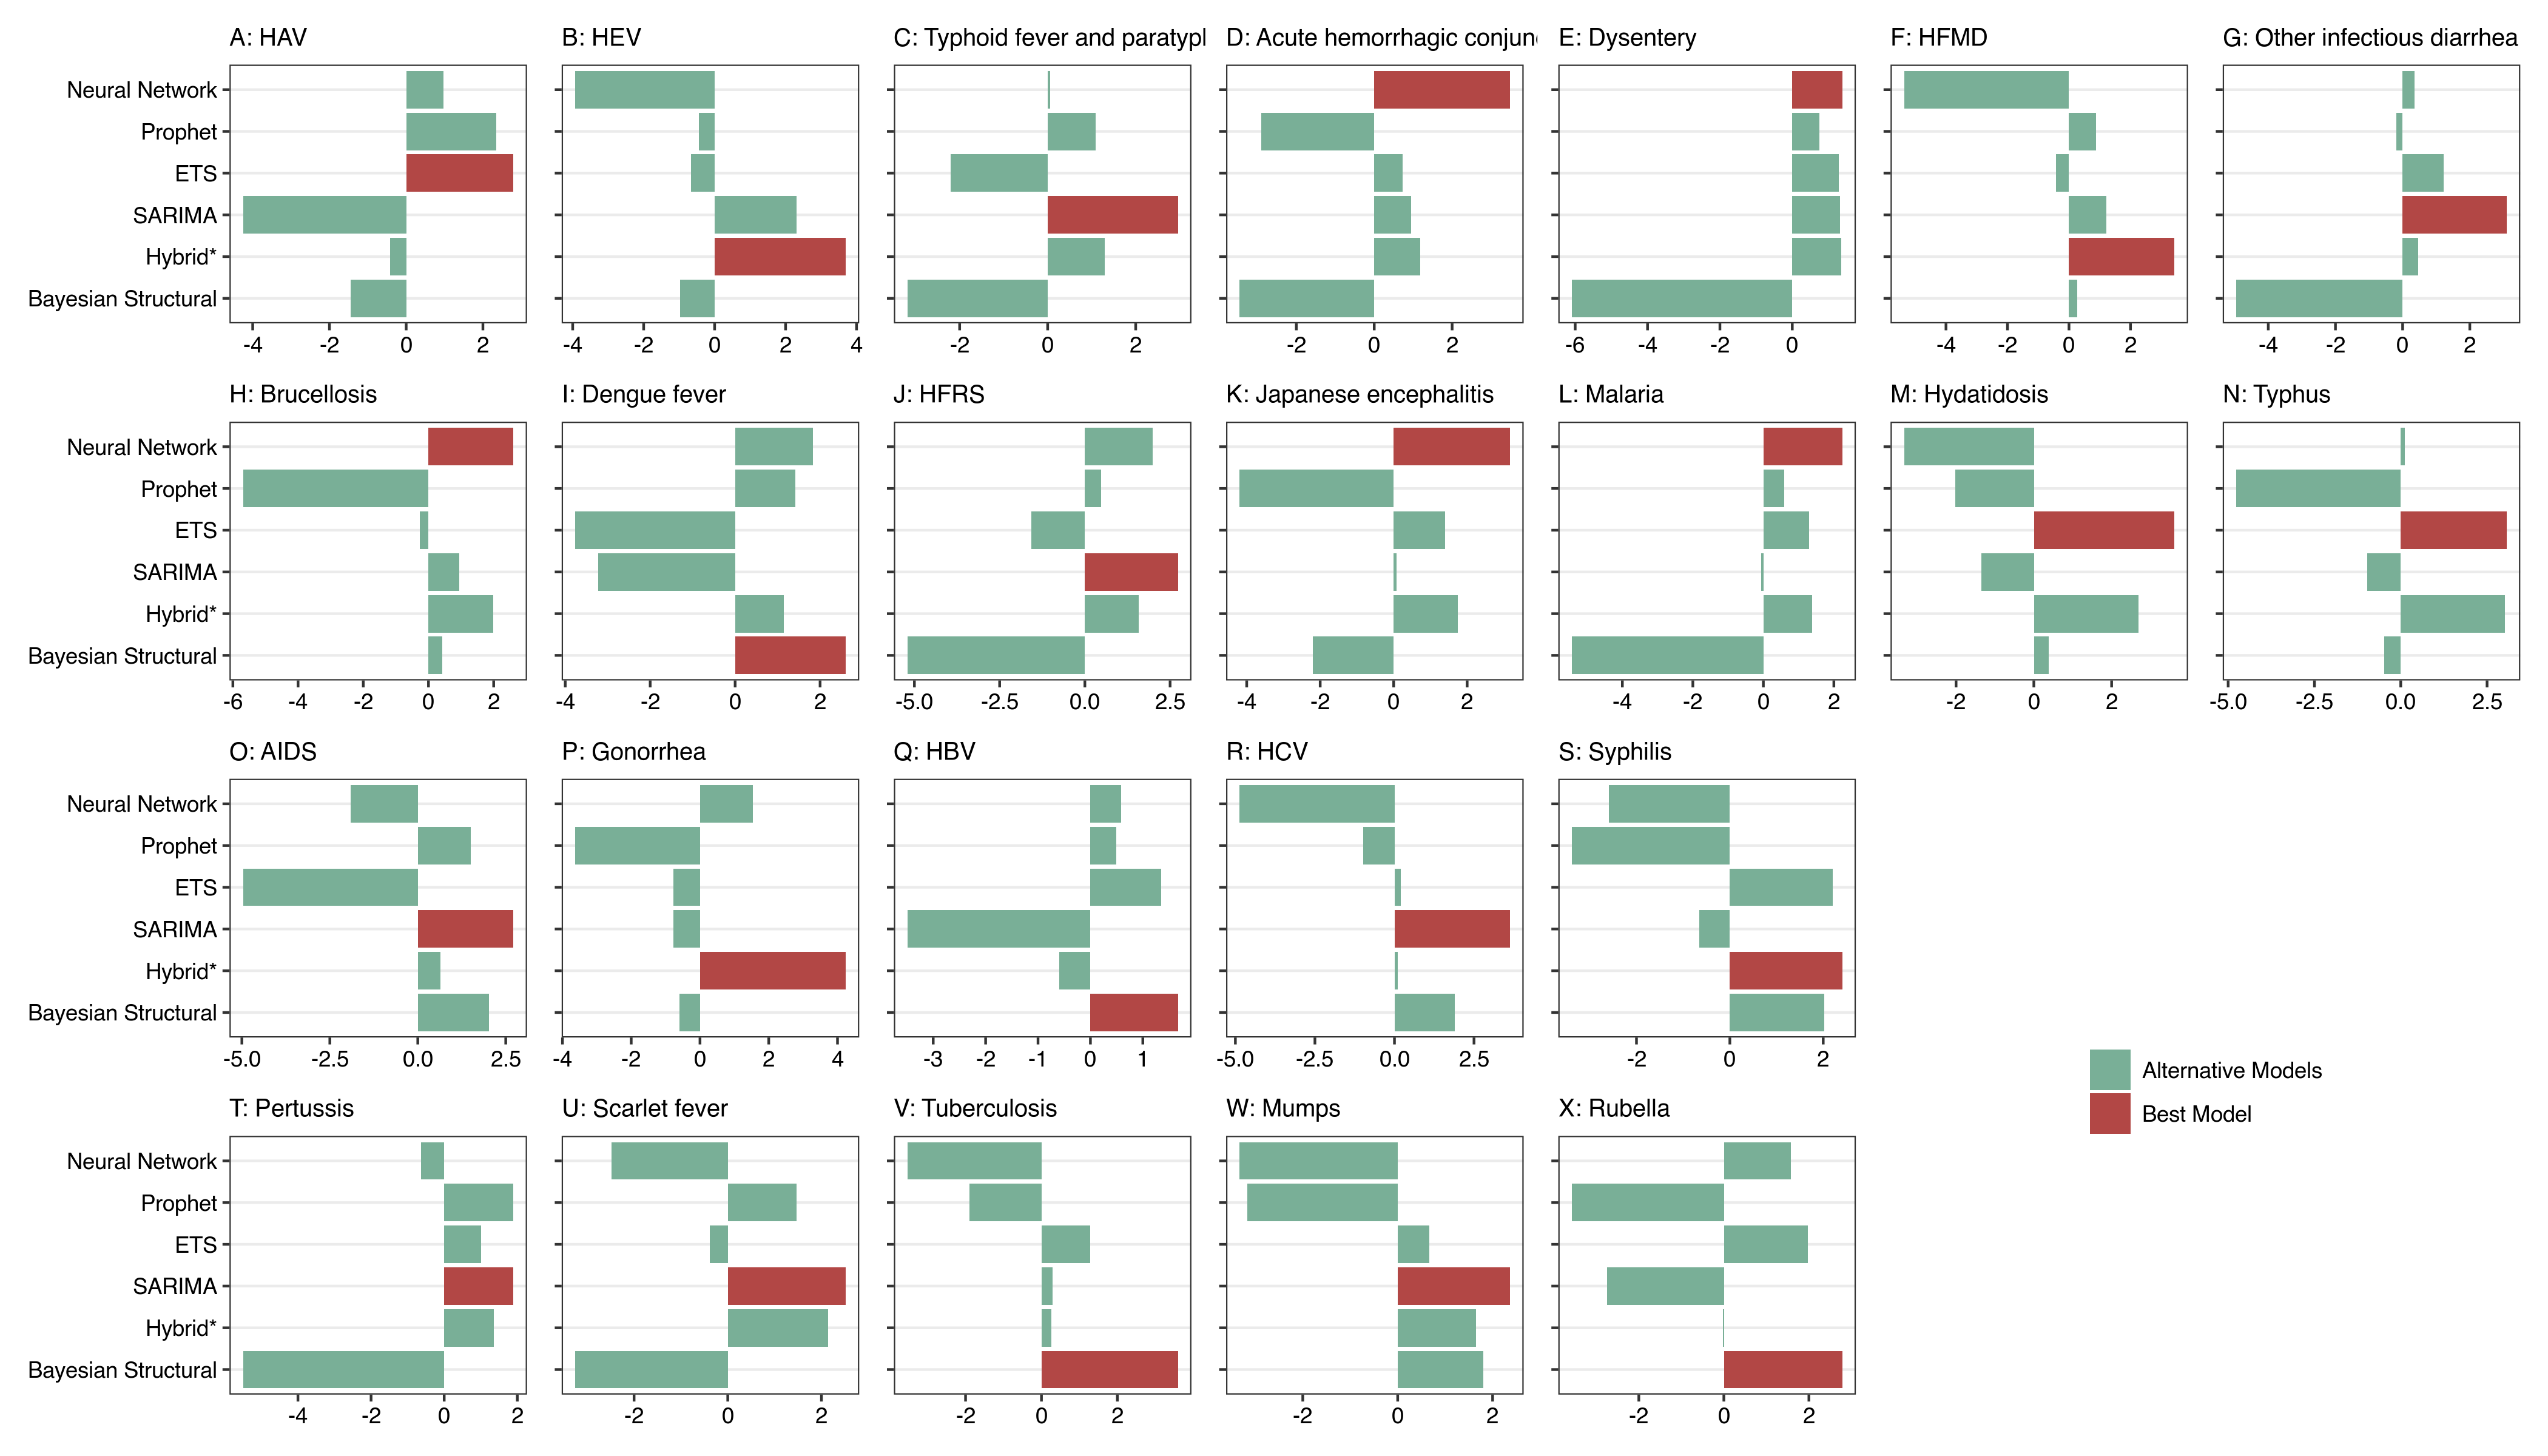 A: HAV
B: HEV
C: Typhoid fever and paratypl
D: Acute hemorrhagic conjun
E: Dysentery
F: HFMD
G: Other infectious diarrhea
Neural Network
Prophet
ETS
SARIMA
Hybrid*
Bayesian Structural
-4 -2 0 2
-4 -2 0 2 4
-2 0 2
-2 0 2
-6 -4 -2 0
-4 -2 0 2
-4 -2 0 2
H: Brucellosis
I: Dengue fever
J: HFRS
K: Japanese encephalitis
L: Malaria
M: Hydatidosis
N: Typhus
Neural Network
Prophet
ETS
SARIMA
Hybrid*
Bayesian Structural
-6 -4 -2 0 2
-4 -2 0 2
-5.0 -2.5 0.0 2.5
-4 -2 0 2
-4 -2 0 2
-2 0 2
-5.0 -2.5 0.0 2.5
O: AIDS
P: Gonorrhea
Q: HBV
R: HCV
S: Syphilis
Neural Network
Prophet
ETS
SARIMA
Hybrid*
Bayesian Structural
-5.0 -2.5 0.0 2.5
-4 -2 0 2 4
-3 -2 -1 0 1
-5.0 -2.5 0.0 2.5
-2 0 2
Alternative Models
Best Model
T: Pertussis
U: Scarlet fever
V: Tuberculosis
W: Mumps
X: Rubella
Neural Network
Prophet
ETS
SARIMA
Hybrid*
Bayesian Structural
-4 -2 0 2
-2 0 2
-2 0 2
-2 0 2
-2 0 2